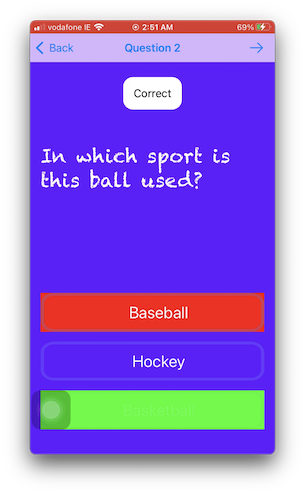 vodafone IE 2:51 AM 69%
Back Question 2
Correct
In which sport is
this ball used?
Baseball
Hockey
Basketball